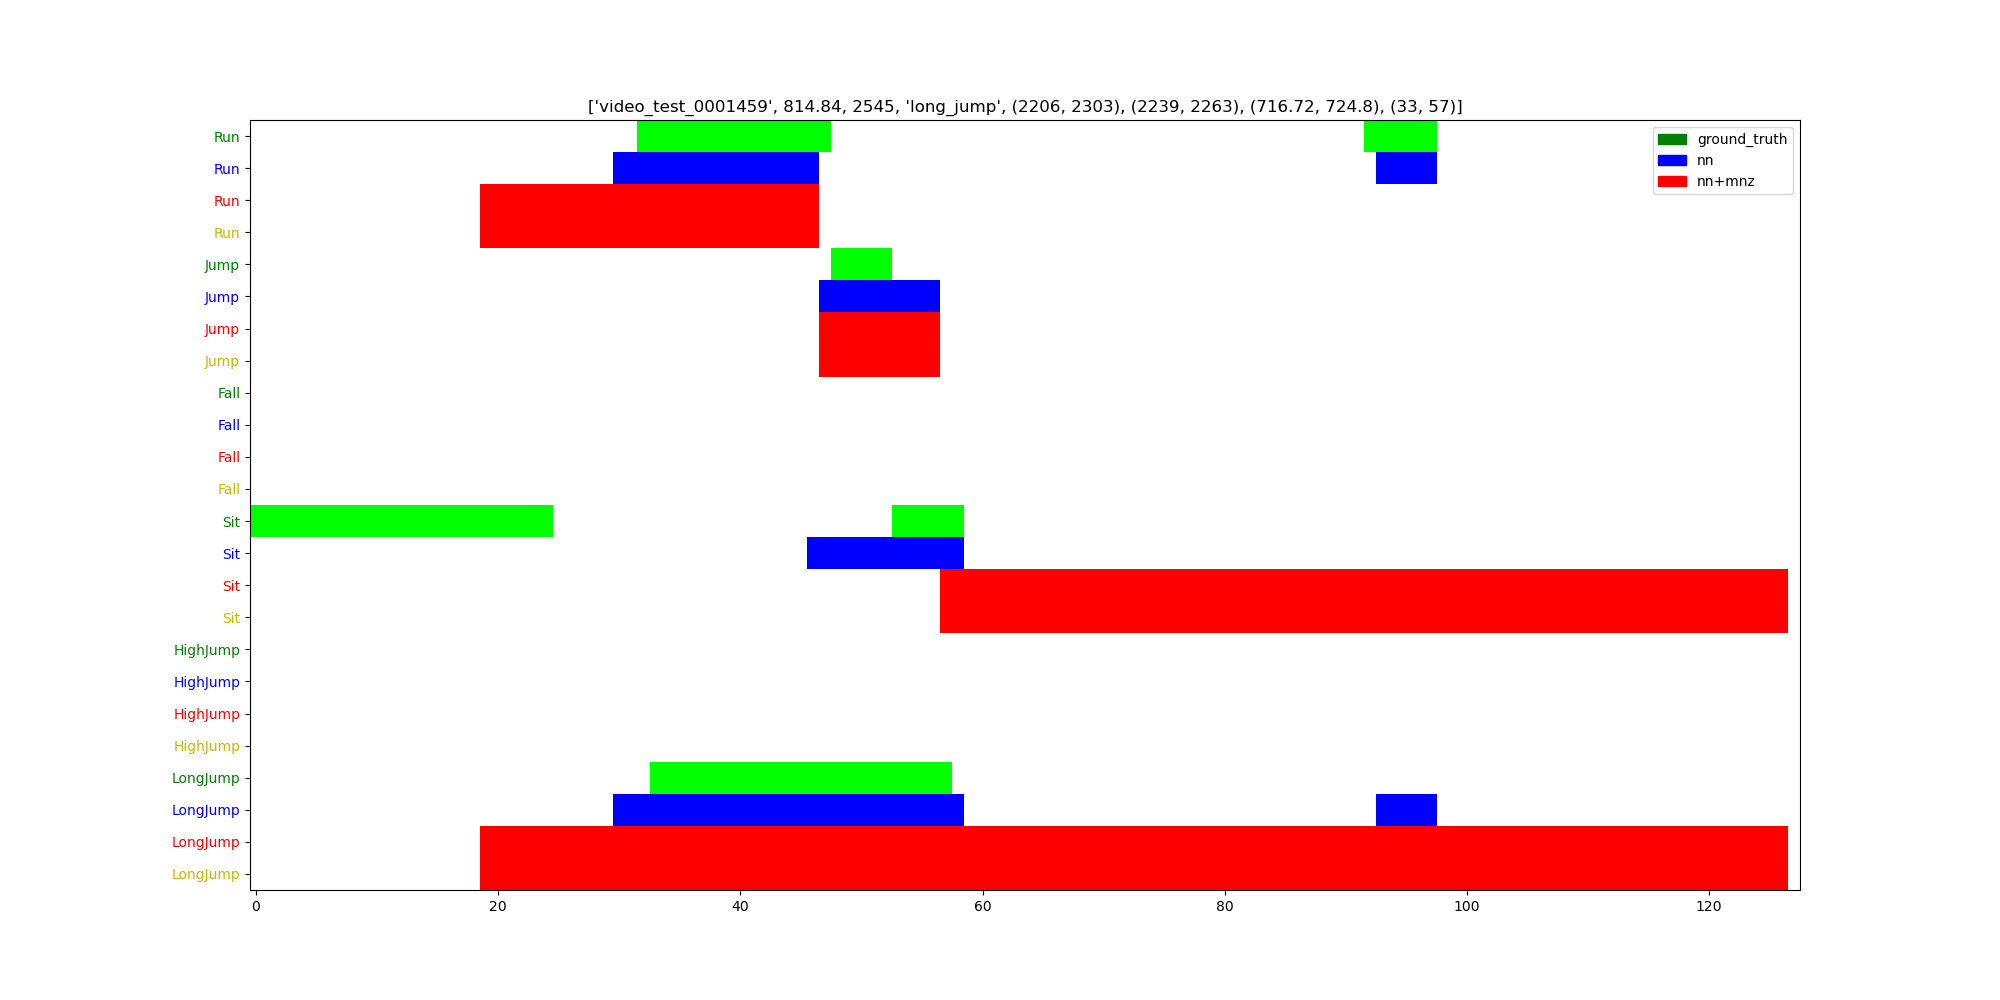 ['video_test_0001459', 814.84, 2545, 'long_jump', (2206, 2303), (2239, 2263), (716.72, 724.8), (33, 57)]
Run
Run
Run
Run
Jump
Jump
Jump
Jump
Fall
Fall
Fall
Fall
Sit
Sit
Sit
Sit
HighJump
HighJump
HighJump
HighJump
LongJump
LongJump
LongJump
LongJump
ground_truth
nn
nn+mnz
0 20 40 60 80 100 120